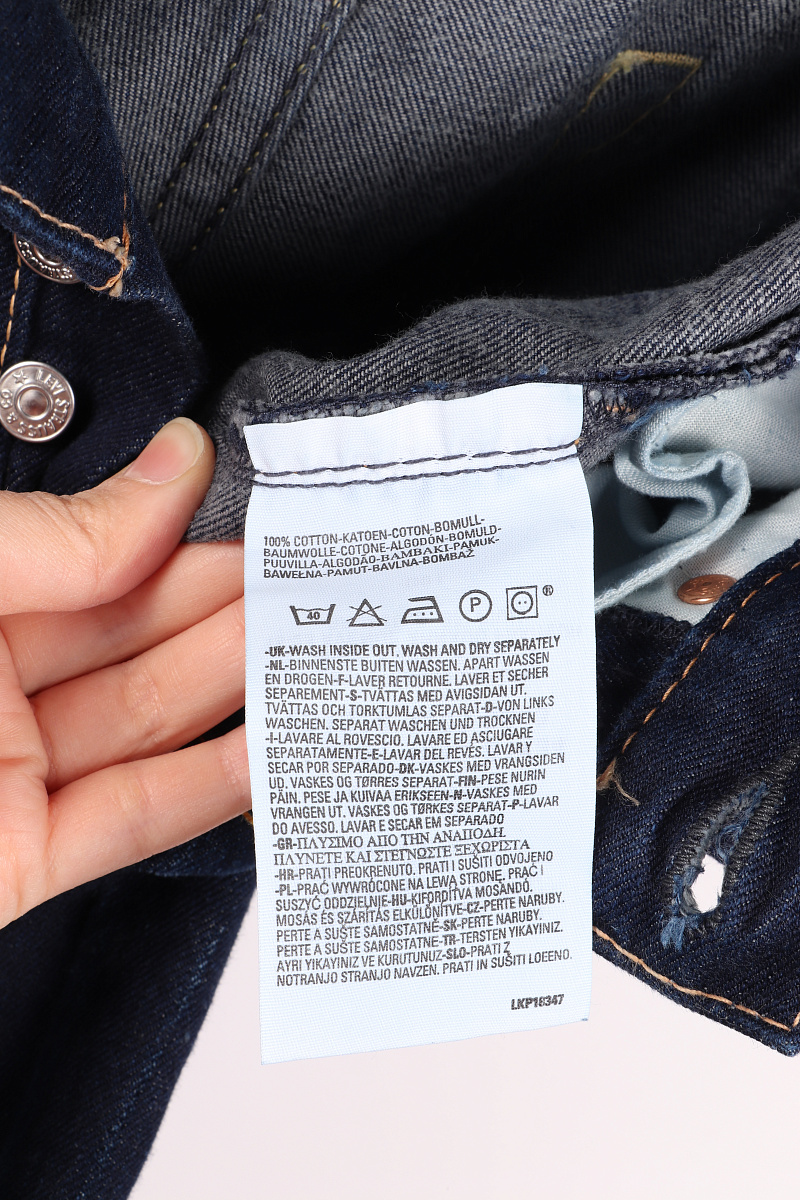 LEVI STRAUSS & CO
100% COTTON-KATOEN-COTON-BOMULL-
BAUMWOLLE-COTONE-ALGODÓN-BOMULD-
PUUVILLA-ALGODÃO-BAMBAKI-PAMUK-
BAWEŁNA-PAMUT-BAVLNA-BOMBAŽ
40 P ®
-UK-WASH INSIDE OUT. WASH AND DRY SEPARATELY
-NL-BINNENSTE BUITEN WASSEN. APART WASSEN
EN DROGEN-F-LAVER RETOURNE. LAVER ET SECHER
SEPAREMENT-S-TVÄTTAS MED AVIGSIDAN UT.
TVÄTTAS OCH TORKTUMLAS SEPARAT-D-VON LINKS
WASCHEN. SEPARAT WASCHEN UND TROCKNEN
-I-LAVARE AL ROVESCIO. LAVARE ED ASCIUGARE
SEPARATAMENTE-E-LAVAR DEL REVÉS. LAVAR Y
SECAR POR SEPARADO-DK-VASKES MED VRANGSIDEN
UD. VASKES OG TØRRES SEPARAT-FIN-PESE NURIN
PÄIN. PESE JA KUIVAA ERIKSEEN-N-VASKES MED
VRANGEN UT. VASKES OG TØRKES SEPARAT-P-LAVAR
DO AVESSO. LAVAR E SECAR EM SEPARADO
-GR-ΠΛΥΣΙΜΟ ΑΠΟ ΤΗΝ ΑΝΑΠΟΔΗ.
ΠΛΥΝΕΤΕ ΚΑΙ ΣΤΕΓΝΩΣΤΕ ΞΕΧΩΡΙΣΤΑ
-HR-PRATI PREOKRENUTO. PRATI I SUŠITI ODVOJENO
-PL-PRAĆ WYWRÓCONE NA LEWĄ STRONĘ. PRAĆ I
SUSZYĆ ODDZIELNIE-HU-KIFORDÍTVA MOSANDÓ.
MOSÁS ÉS SZÁRÍTÁS ELKÜLÖNÍTVE-CZ-PERTE NARUBY.
PERTE A SUŠTE SAMOSTATNE-SK-PERTE NARUBY.
PERTE A SUŠTE SAMOSTATNE-TR-TERSTEN YIKAYINIZ.
AYRI YIKAYINIZ VE KURUTUNUZ-SLO-PRATI Z
NOTRANJO STRANJO NAVZEN. PRATI IN SUŠITI LOEENO.
LKP18347